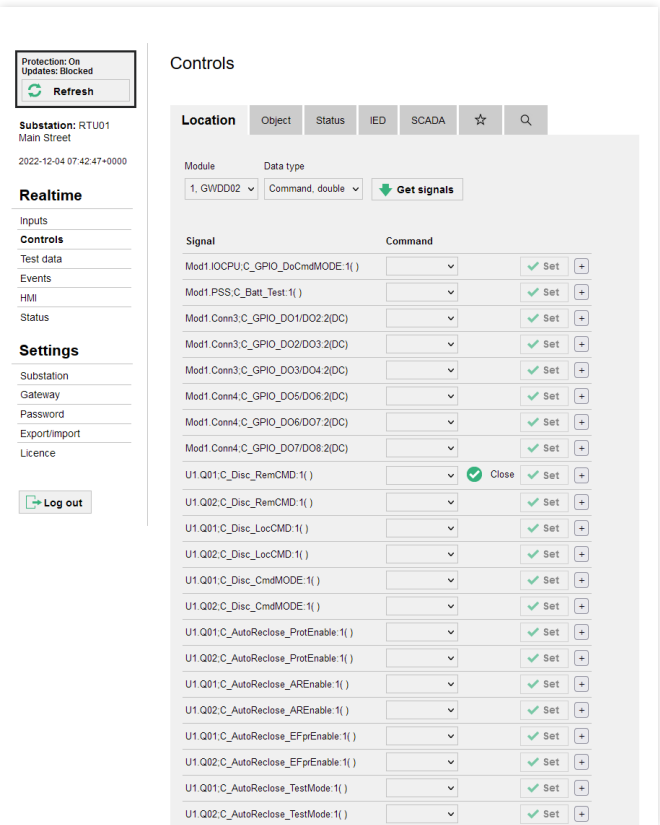 Protection: On
Updates: Blocked
Refresh
Substation: RTU01
Main Street
2022-12-04 07:42:47+0000
Realtime
Inputs
Controls
Test data
Events
HMI
Status
Settings
Substation
Gateway
Password
Export/import
Licence
Log out
Controls
Location Object Status IED SCADA
Module Data type
1, GWDD02 Command, double Get signals
Signal Command
Mod1.IOCPU;C_GPIO_DoCmdMODE:1( ) Set +
Mod1.PSS;C_Batt_Test:1( ) Set +
Mod1.Conn3;C_GPIO_DO1/DO2:2(DC) Set +
Mod1.Conn3;C_GPIO_DO2/DO3:2(DC) Set +
Mod1.Conn3;C_GPIO_DO3/DO4:2(DC) Set +
Mod1.Conn4;C_GPIO_DO5/DO6:2(DC) Set +
Mod1.Conn4;C_GPIO_DO6/DO7:2(DC) Set +
Mod1.Conn4;C_GPIO_DO7/DO8:2(DC) Set +
U1.Q01;C_Disc_RemCMD:1( ) Close Set +
U1.Q02;C_Disc_RemCMD:1( ) Set +
U1.Q01;C_Disc_LocCMD:1( ) Set +
U1.Q02;C_Disc_LocCMD:1( ) Set +
U1.Q01;C_Disc_CmdMODE:1( ) Set +
U1.Q02;C_Disc_CmdMODE:1( ) Set +
U1.Q01;C_AutoReclose_ProtEnable:1( ) Set +
U1.Q02;C_AutoReclose_ProtEnable:1( ) Set +
U1.Q01;C_AutoReclose_AREnable:1( ) Set +
U1.Q02;C_AutoReclose_AREnable:1( ) Set +
U1.Q01;C_AutoReclose_EFprEnable:1( ) Set +
U1.Q02;C_AutoReclose_EFprEnable:1( ) Set +
U1.Q01;C_AutoReclose_TestMode:1( ) Set +
U1.Q02;C_AutoReclose_TestMode:1( ) Set +